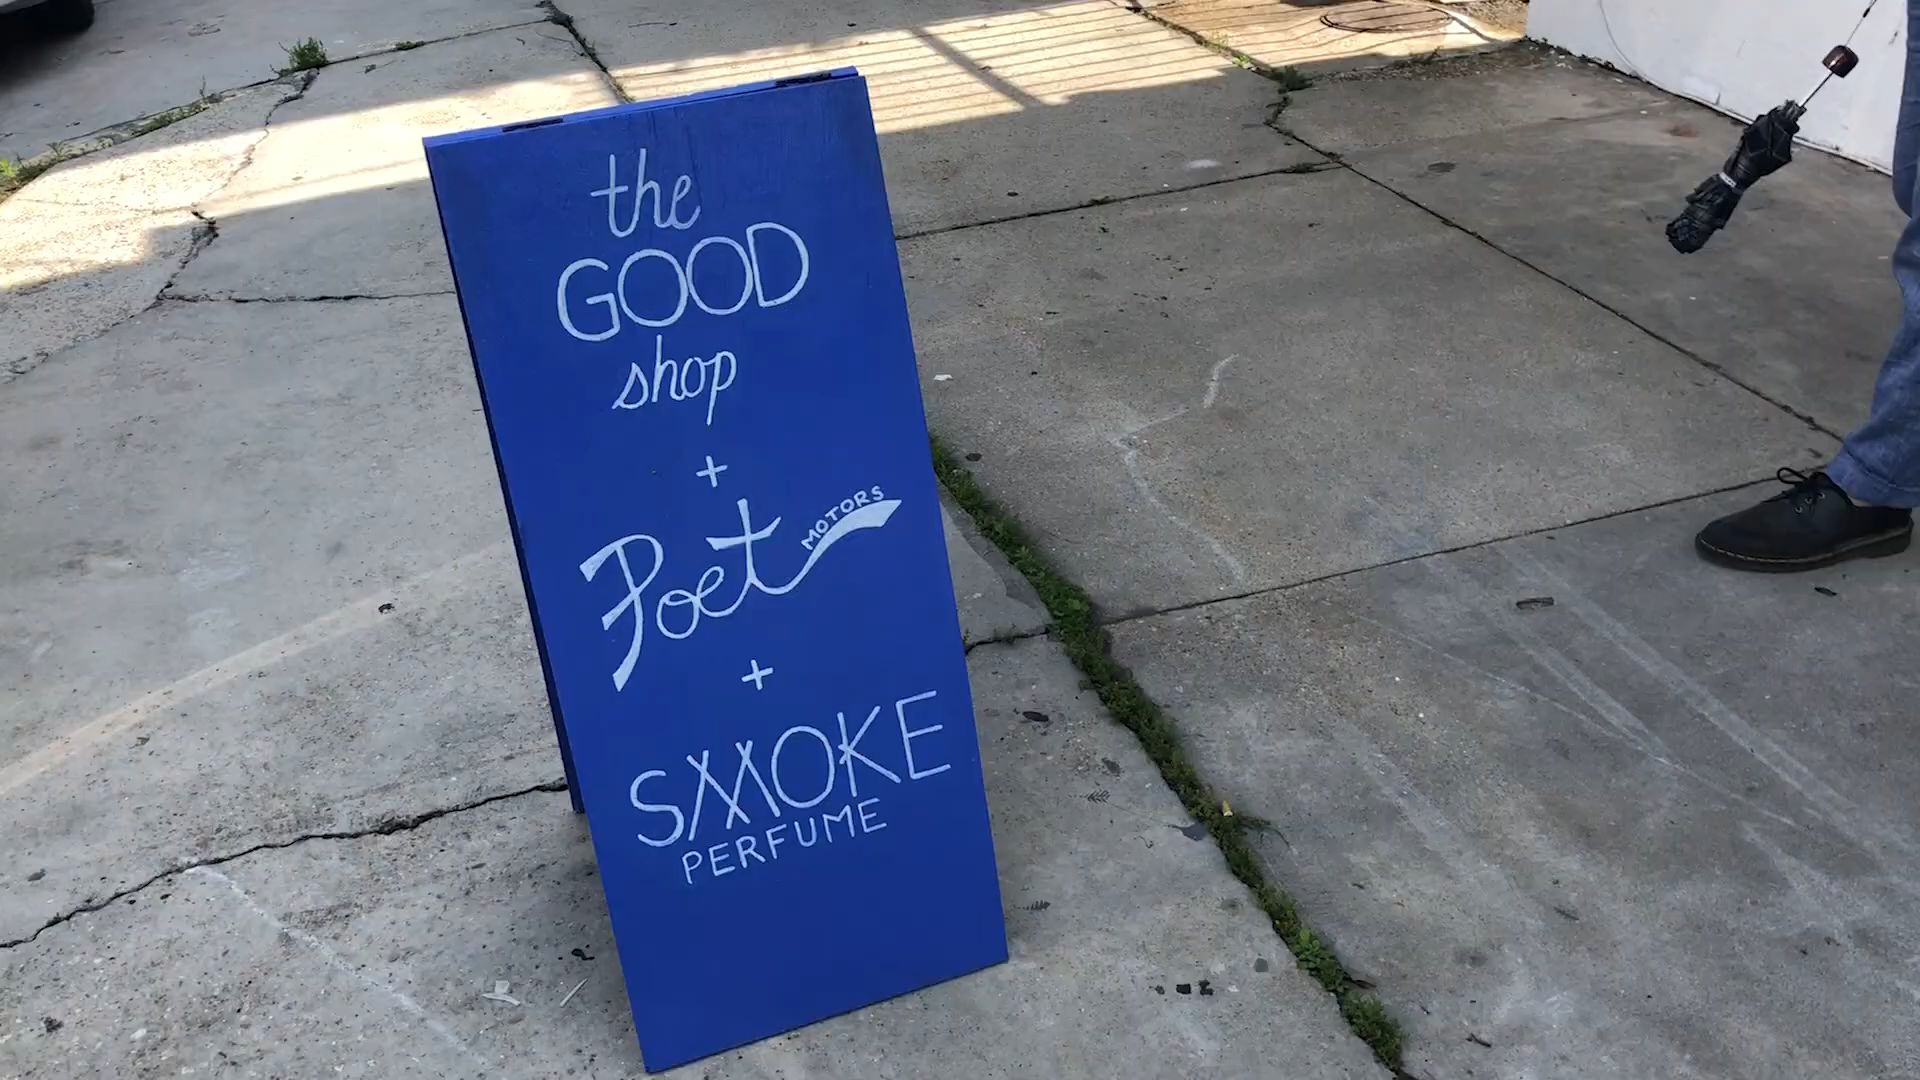 the
GOOD
shop
+
Poet MOTORS
+
SMOKE
PERFUME